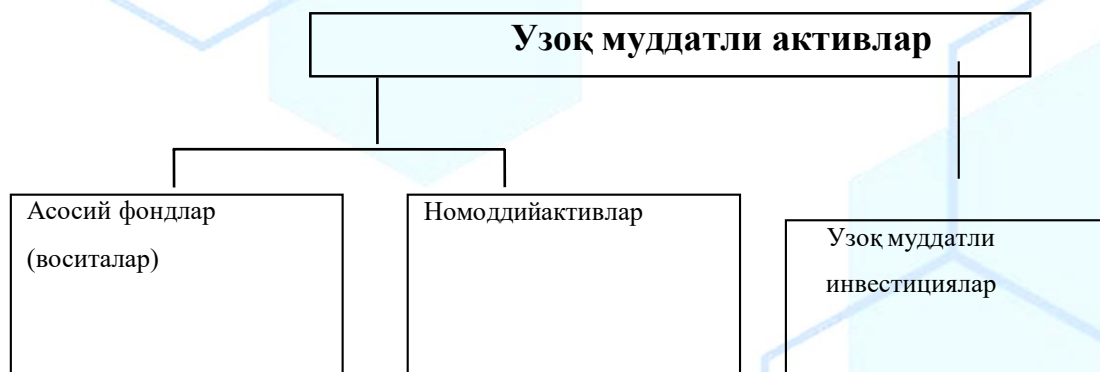 Узоқ муддатли активлар
Асосий фондлар
(воситалар)
Номоддийактивлар
Узоқ муддатли
инвестициялар